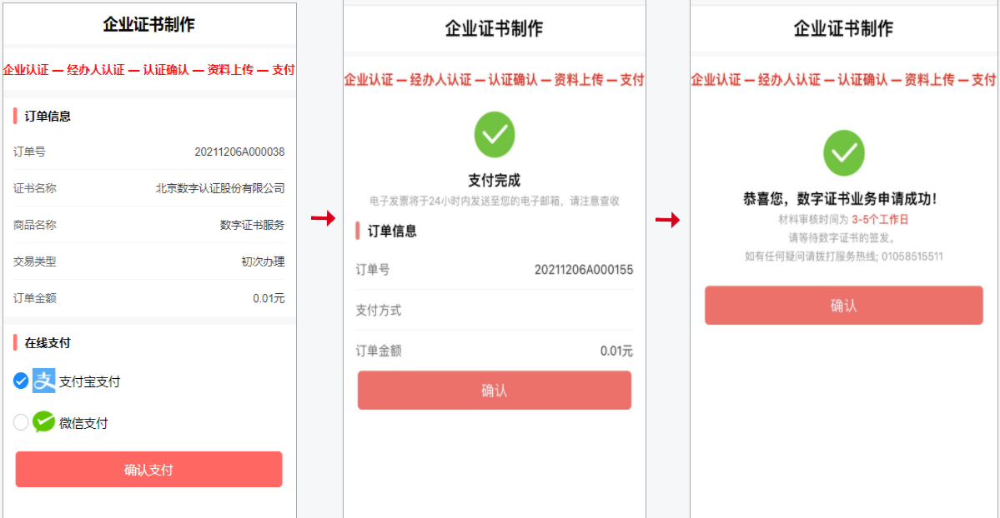 企业证书制作
企业认证 — 经办人认证 — 认证确认 — 资料上传 — 支付
订单信息
订单号 20211206A000038
证书名称 北京数字认证股份有限公司
商品名称 数字证书服务
交易类型 初次办理
订单金额 0.01元
在线支付
支 支付宝支付
微信支付
确认支付
企业证书制作
企业认证 — 经办人认证 — 认证确认 — 资料上传 — 支付
支付完成
电子发票将于24小时内发送至您的电子邮箱，请注意查收
订单信息
订单号 20211206A000155
支付方式
订单金额 0.01元
确认
企业证书制作
企业认证 — 经办人认证 — 认证确认 — 资料上传 — 支付
恭喜您，数字证书业务申请成功！
材料审核时间为 3-5个工作日
请等待数字证书的签发。
如有任何疑问请拨打服务热线; 01058515511
确认